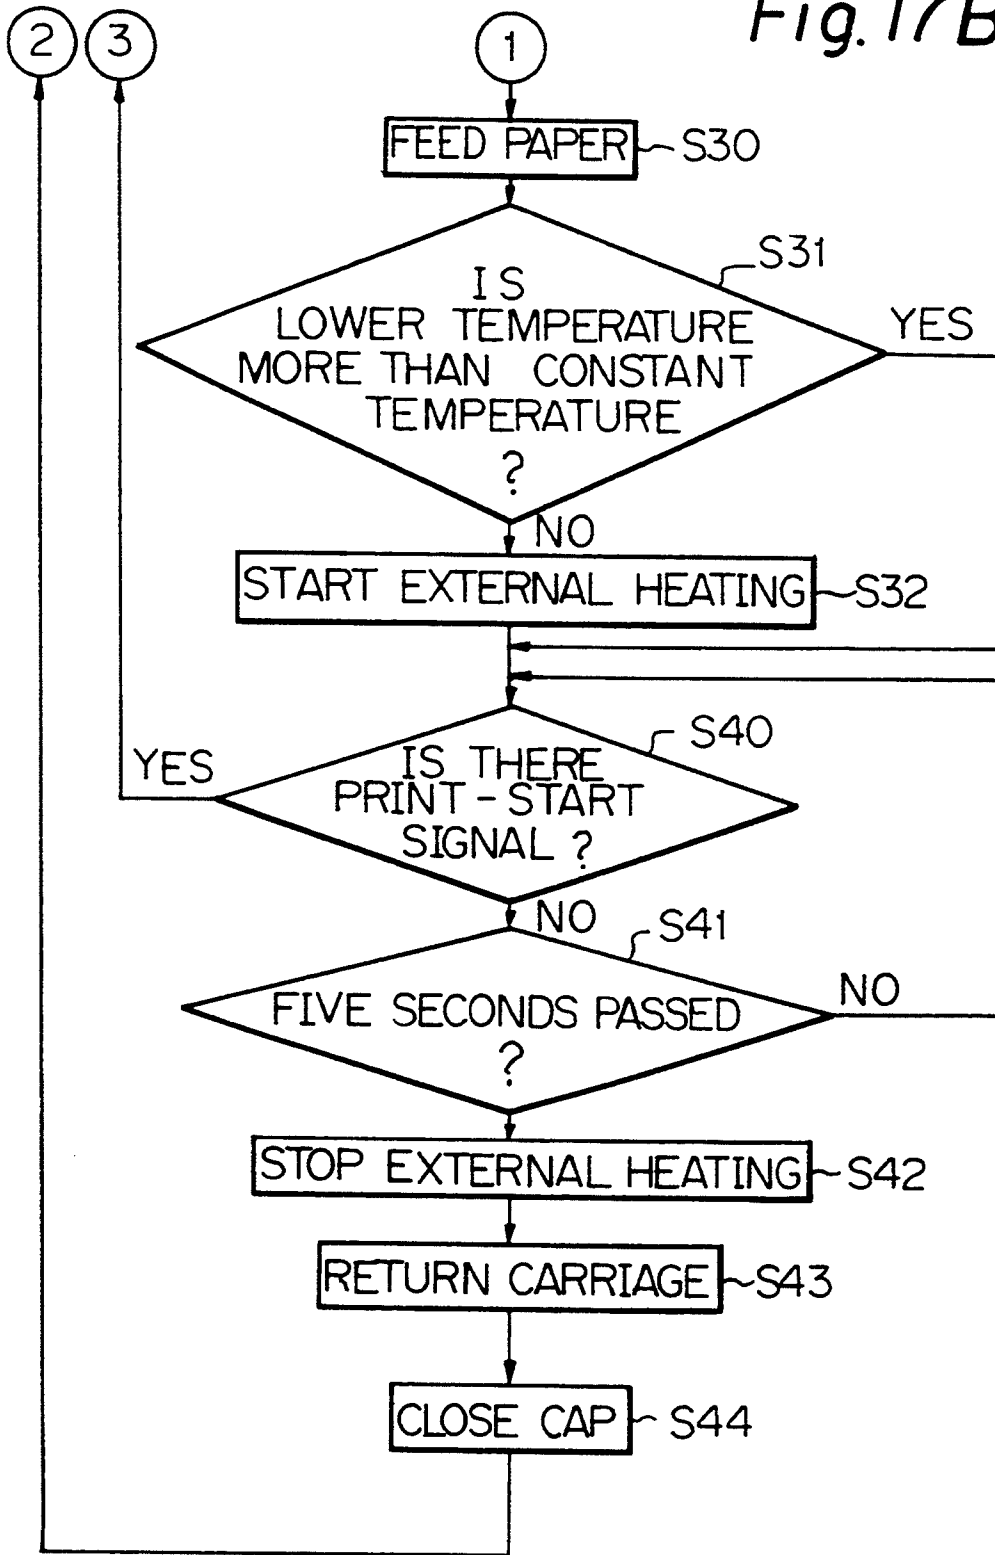 Fig. 17B
2
3
1
FEED PAPER
S30
S31
IS
LOWER TEMPERATURE
MORE THAN CONSTANT
TEMPERATURE
?
YES
NO
START EXTERNAL HEATING
S32
S40
YES
IS THERE
PRINT-START
SIGNAL ?
NO
S41
FIVE SECONDS PASSED
?
NO
STOP EXTERNAL HEATING
S42
RETURN CARRIAGE
S43
CLOSE CAP
S44